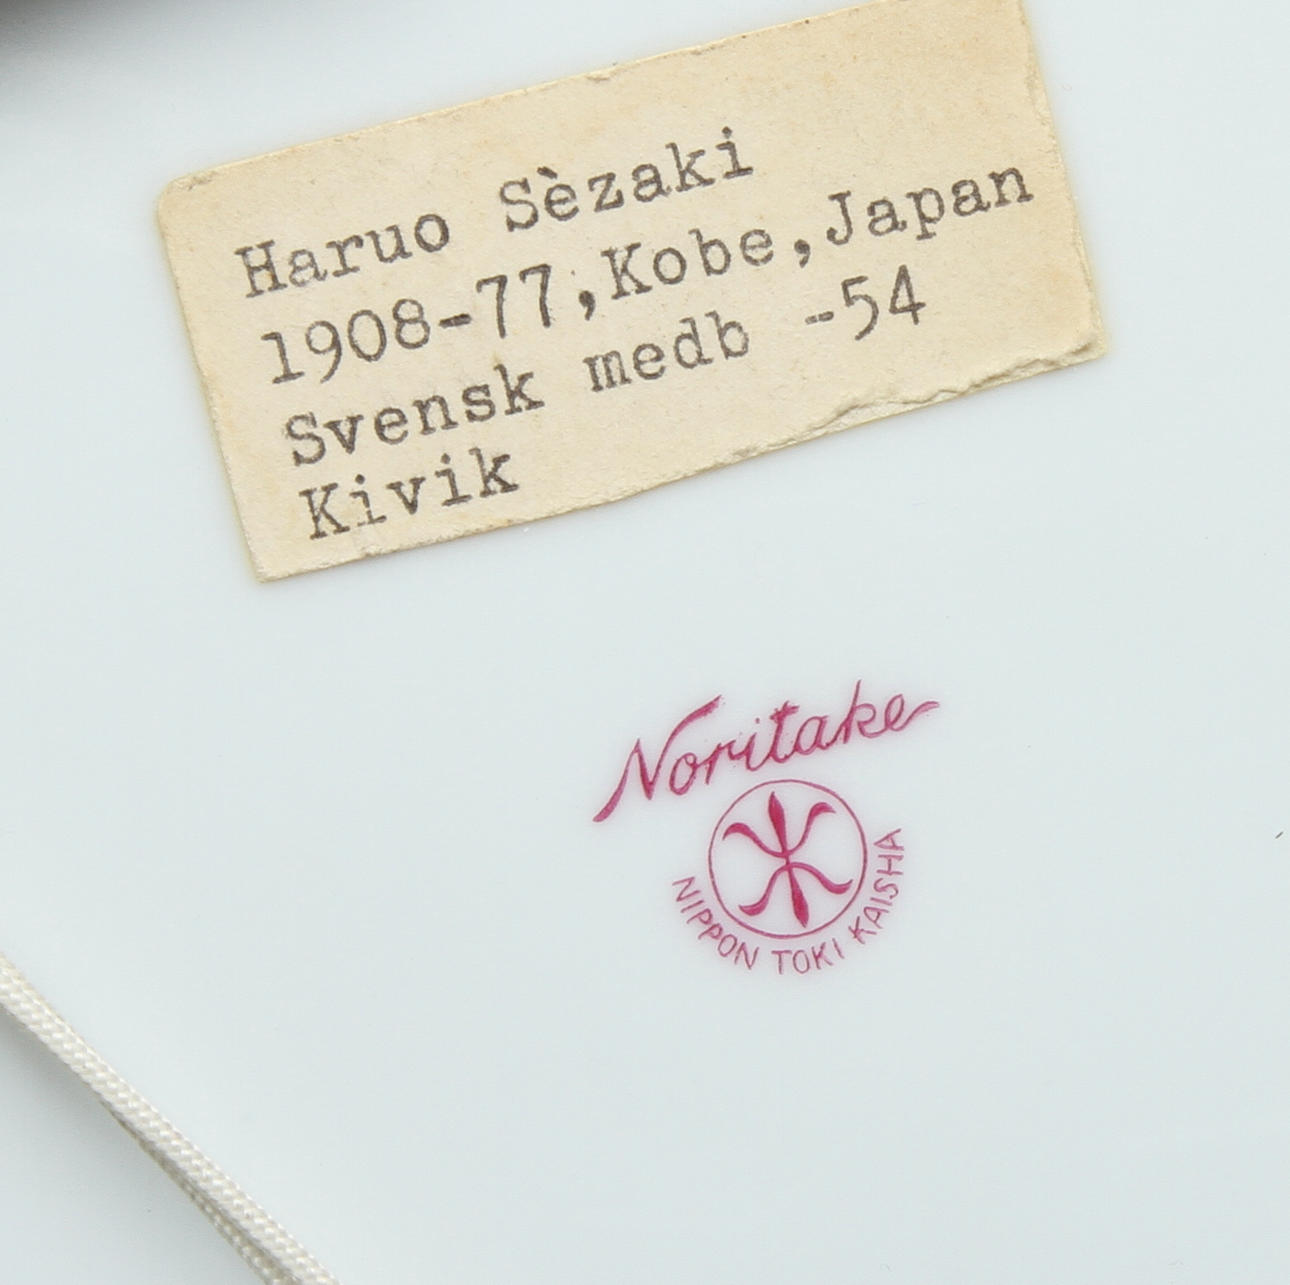 Haruo Sèzaki
1908-77,Kobe,Japan
Svensk medb -54
Kivik
Noritake
NIPPON TOKI KAISHA